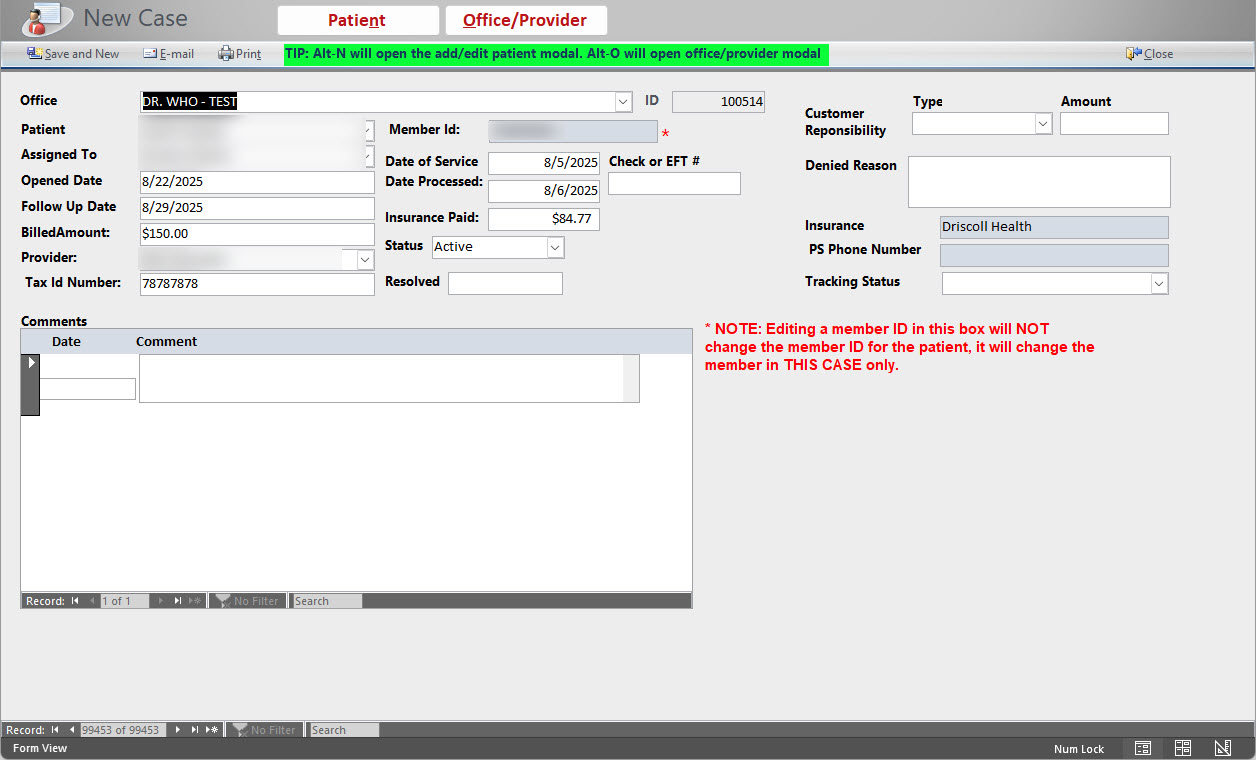 New Case
Patient Office/Provider
Save and New E-mail Print TIP: Alt-N will open the add/edit patient modal. Alt-O will open office/provider modal Close
Office DR. WHO - TEST ID 100514
Type Amount
Customer
Reponsibility
Patient Member Id: *
Assigned To
Date of Service 8/5/2025 Check or EFT #
Denied Reason
Opened Date 8/22/2025 Date Processed: 8/6/2025
Follow Up Date 8/29/2025 Insurance Paid: $84.77
Insurance Driscoll Health
BilledAmount: $150.00 Status Active
PS Phone Number
Provider:
Tax Id Number: 78787878 Resolved
Tracking Status
Comments
Date Comment
* NOTE: Editing a member ID in this box will NOT
change the member ID for the patient, it will change the
member in THIS CASE only.
Record: 1 of 1 No Filter Search
Record: 99453 of 99453 No Filter Search
Form View Num Lock